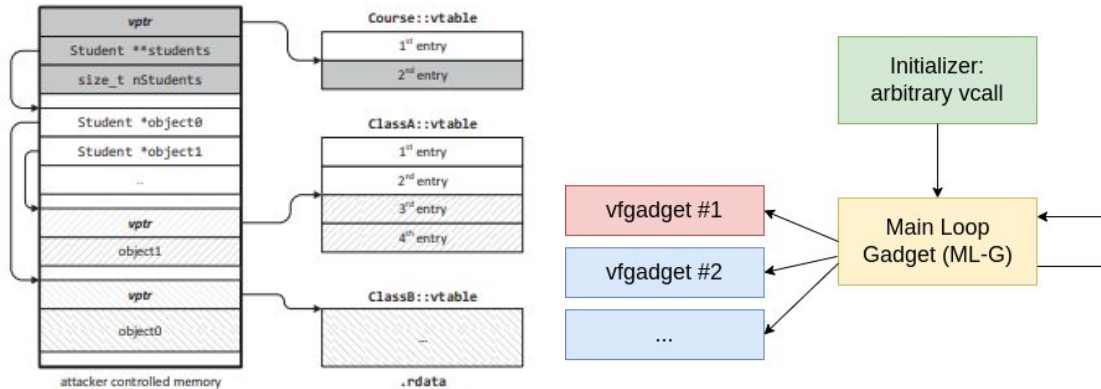 vptr
Student **students
size_t nStudents
Student *object0
Student *object1
..
vptr
object1
vptr
object0
attacker controlled memory
Course::vtable
1st entry
2nd entry
ClassA::vtable
1st entry
2nd entry
3rd entry
4th entry
ClassB::vtable
...
.rdata
Initializer:
arbitrary vcall
vfgadget #1
vfgadget #2
...
Main Loop
Gadget (ML-G)